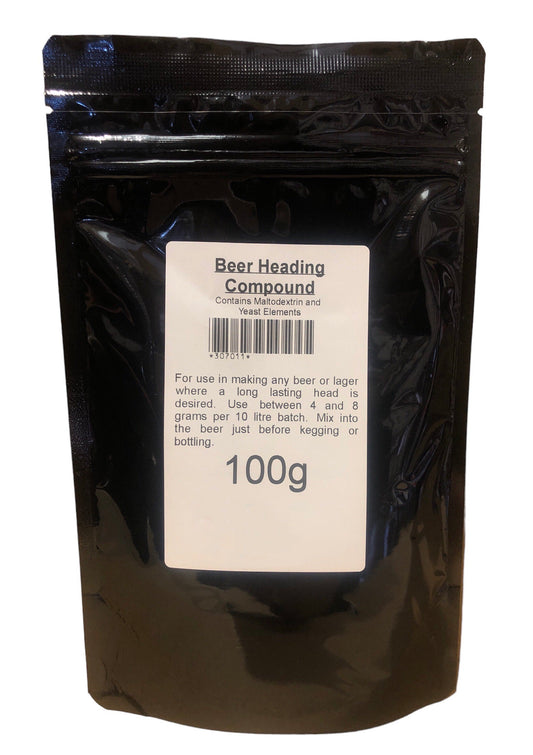 Beer Heading
Compound
Contains Maltodextrin and
Yeast Elements
*307011*
For use in making any beer or lager
where a long lasting head is
desired. Use between 4 and 8
grams per 10 litre batch. Mix into
the beer just before kegging or
bottling.
100g